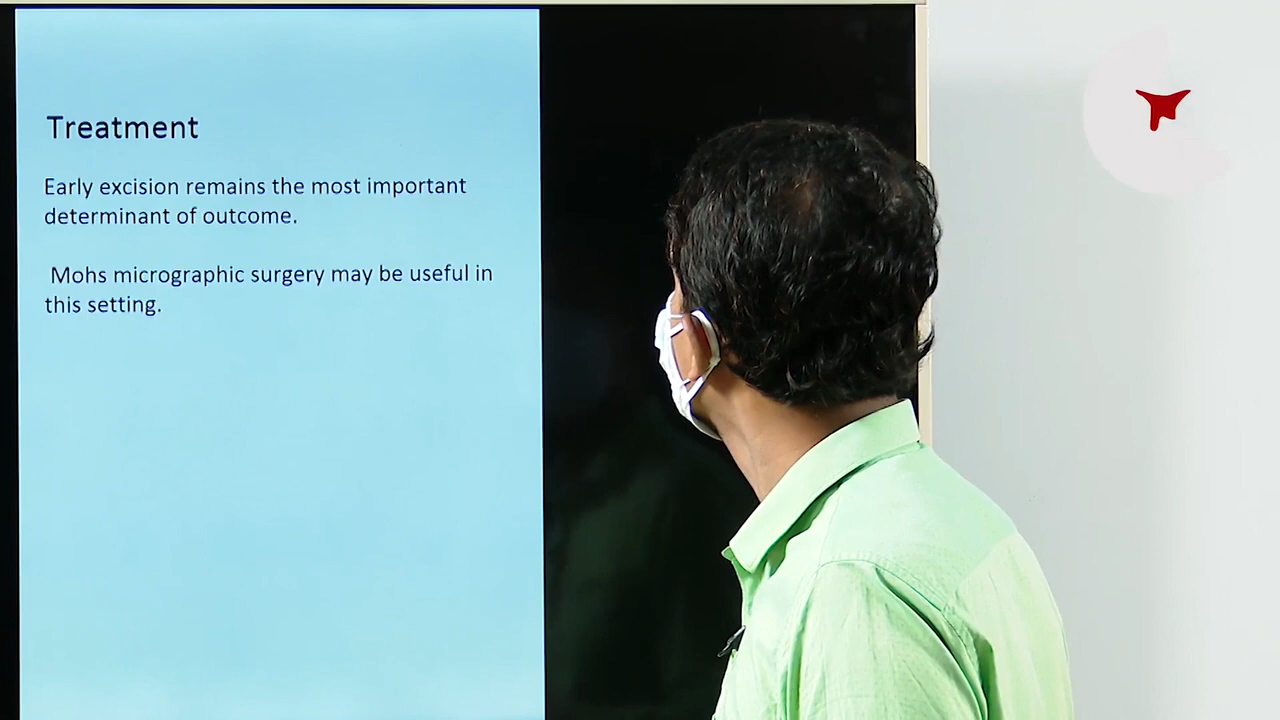 Treatment
Early excision remains the most important
determinant of outcome.
Mohs micrographic surgery may be useful in
this setting.